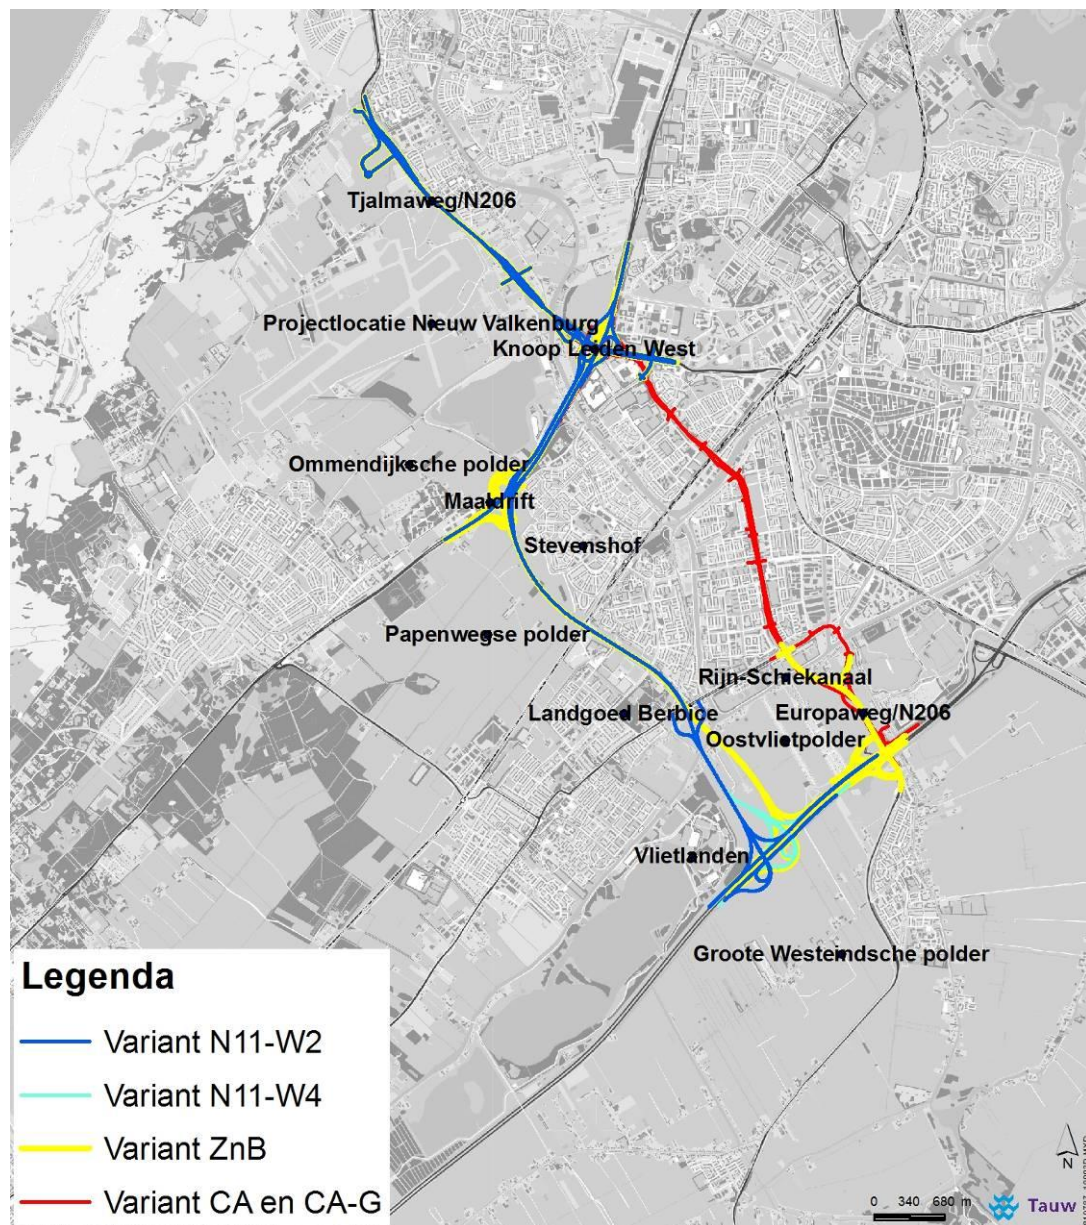 Tjalmaweg/N206
Projectlocatie Nieuw Valkenburg
Knoop Leiden West
Ommendijksche polder
Maaldrift
Stevenshof
Papenwegse polder
Rijn-Schiekanaal
Landgoed Berbice
Europaweg/N206
Oostvlietpolder
Vlietlanden
Groote Westeindsche polder
Legenda
Variant N11-W2
Variant N11-W4
Variant ZnB
Variant CA en CA-G
N
0 340 680 m
Tauw